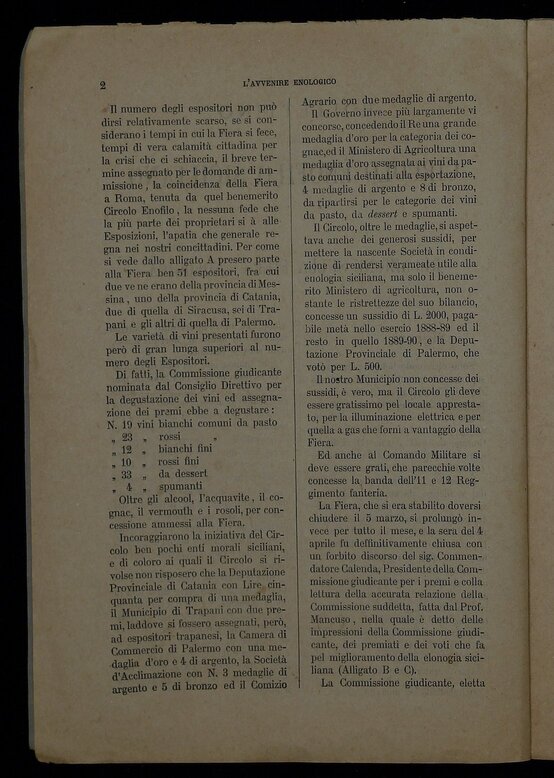 2
L'AVVENIRE ENOLOGICO
Il numero degli espositori non può
dirsi relativamente scarso, se si con-
siderano i tempi in cui la Fiera si fece,
tempi di vera calamità cittadina per
la crisi che ci schiaccia, il breve ter-
mine assegnato per le domande di am-
missione, la coincidenza della Fiera
a Roma, tenuta da quel benemerito
Circolo Enofilo, la nessuna fede che
la più parte dei proprietari si à alle
Esposizioni, l'apatia che generale re-
gna nei nostri concittadini. Per come
si vede dallo alligato A presero parte
alla Fiera ben 51 espositori, fra cui
due ve ne erano della provincia di Mes-
sina, uno della provincia di Catania,
due di quella di Siracusa, sei di Tra-
pani e gli altri di quella di Palermo.
Le varietà di vini presentati furono
però di gran lunga superiori al nu-
mero degli Espositori.
Di fatti, la Commissione giudicante
nominata dal Consiglio Direttivo per
la degustazione dei vini ed assegna-
zione dei premi ebbe a degustare:
N. 19 vini bianchi comuni da pasto
„ 23 „ rossi „
„ 12 „ bianchi fini
„ 10 „ rossi fini
„ 33 „ da dessert
„ 4 „ spumanti
Oltre gli alcool, l'acquavite, il co-
gnac, il vermouth e i rosoli, per con-
cessione ammessi alla Fiera.
Incoraggiarono la iniziativa del Cir-
colo ben pochi enti morali siciliani,
e di coloro ai quali il Circolo si ri-
volse non risposero che la Deputazione
Provinciale di Catania con Lire cin-
quanta per compra di una medaglia,
il Municipio di Trapani con due pre-
mi, laddove si fossero assegnati, però,
ad espositori trapanesi, la Camera di
Commercio di Palermo con una me-
daglia d'oro e 4 di argento, la Società
d'Acclimazione con N. 3 medaglie di
argento e 5 di bronzo ed il Comizio
Agrario con due medaglie di argento.
Il Governo invece più largamente vi
concorse, concedendo il Re una grande
medaglia d'oro per la categoria dei co-
gnac, ed il Ministero di Agricoltura una
medaglia d'oro assegnata ai vini da pa-
sto comuni destinati alla esportazione,
4 medaglie di argento e 8 di bronzo,
da ripartirsi per le categorie dei vini
da pasto, da dessert e spumanti.
Il Circolo, oltre le medaglie, si aspet-
tava anche dei generosi sussidi, per
mettere la nascente Società in condi-
zione di rendersi verameate utile alla
enologia siciliana, ma solo il beneme-
rito Ministero di agricoltura, non o-
stante le ristrettezze del suo bilancio,
concesse un sussidio di L. 2000, paga-
bile metà nello esercio 1888-89 ed il
resto in quello 1889-90, e la Depu-
tazione Provinciale di Palermo, che
votò per L. 500.
Il nostro Municipio non concesse dei
sussidi, è vero, ma il Circolo gli deve
essere gratissimo pel locale appresta-
to, per la illuminazione elettrica e per
quella a gas che fornì a vantaggio della
Fiera.
Ed anche al Comando Militare si
deve essere grati, che parecchie volte
concesse la banda dell'11 e 12 Reg-
gimento fanteria.
La Fiera, che si era stabilito doversi
chiudere il 5 marzo, si prolungò in-
vece per tutto il mese, e la sera del 4
aprile fu deffinitivamente chiusa con
un forbito discorso del sig. Commen-
datore Calenda, Presidente della Com-
missione giudicante per i premi e colla
lettura della accurata relazione della
Commissione suddetta, fatta dal Prof.
Mancuso, nella quale è detto delle
impressioni della Commissione giudi-
cante, dei premiati e dei voti che fa
pel miglioramento della elonogia sici-
liana (Alligato B e C).
La Commissione giudicante, eletta